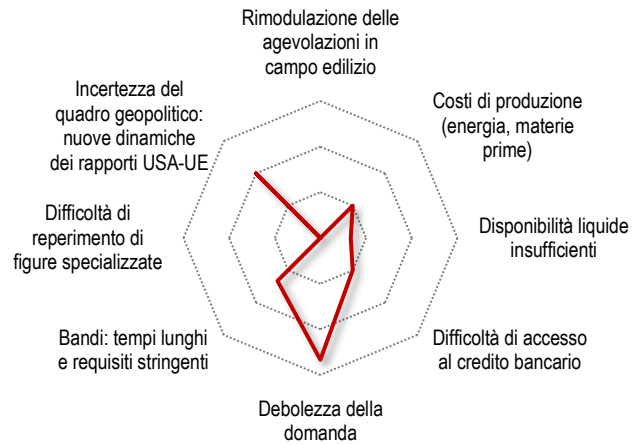 Rimodulazione delle
agevolazioni in
campo edilizio
Costi di produzione
(energia, materie
prime)
Disponibilità liquide
insufficienti
Difficoltà di accesso
al credito bancario
Debolezza della
domanda
Bandi: tempi lunghi
e requisiti stringenti
Difficoltà di
reperimento di
figure specializzate
Incertezza del
quadro geopolitico:
nuove dinamiche
dei rapporti USA-UE